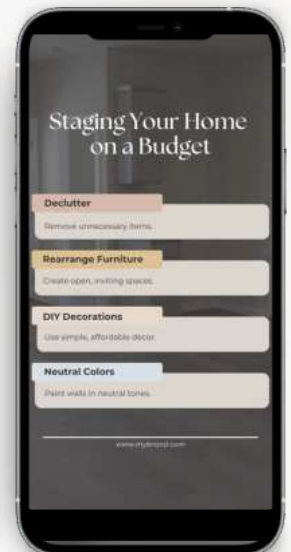 Staging Your Home
on a Budget
Declutter
Remove unnecessary items.
Rearrange Furniture
Create open, inviting spaces.
DIY Decorations
Use simple, affordable decor.
Neutral Colors
Paint walls in neutral tones.
www.mybrand.com